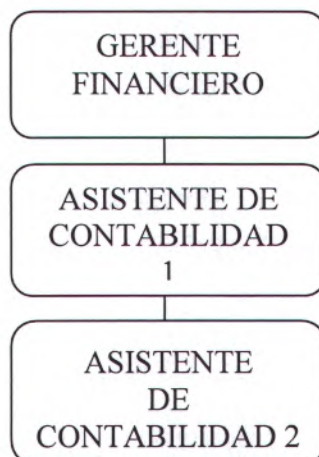 GERENTE
FINANCIERO
ASISTENTE DE
CONTABILIDAD
1
ASISTENTE
DE
CONTABILIDAD 2